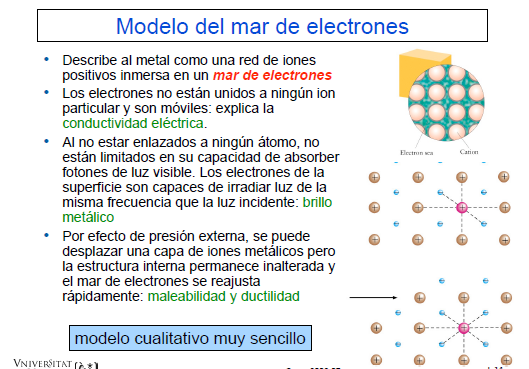 Modelo del mar de electrones
• Describe al metal como una red de iones
positivos inmersa en un mar de electrones
• Los electrones no están unidos a ningún ion
particular y son móviles: explica la
conductividad eléctrica.
• Al no estar enlazados a ningún átomo, no
están limitados en su capacidad de absorber
fotones de luz visible. Los electrones de la
superficie son capaces de irradiar luz de la
misma frecuencia que la luz incidente: brillo
metálico
• Por efecto de presión externa, se puede
desplazar una capa de iones metálicos pero
la estructura interna permanece inalterada y
el mar de electrones se reajusta
rápidamente: maleabilidad y ductilidad
Electron sea Cation
modelo cualitativo muy sencillo
VNIVERSITAT